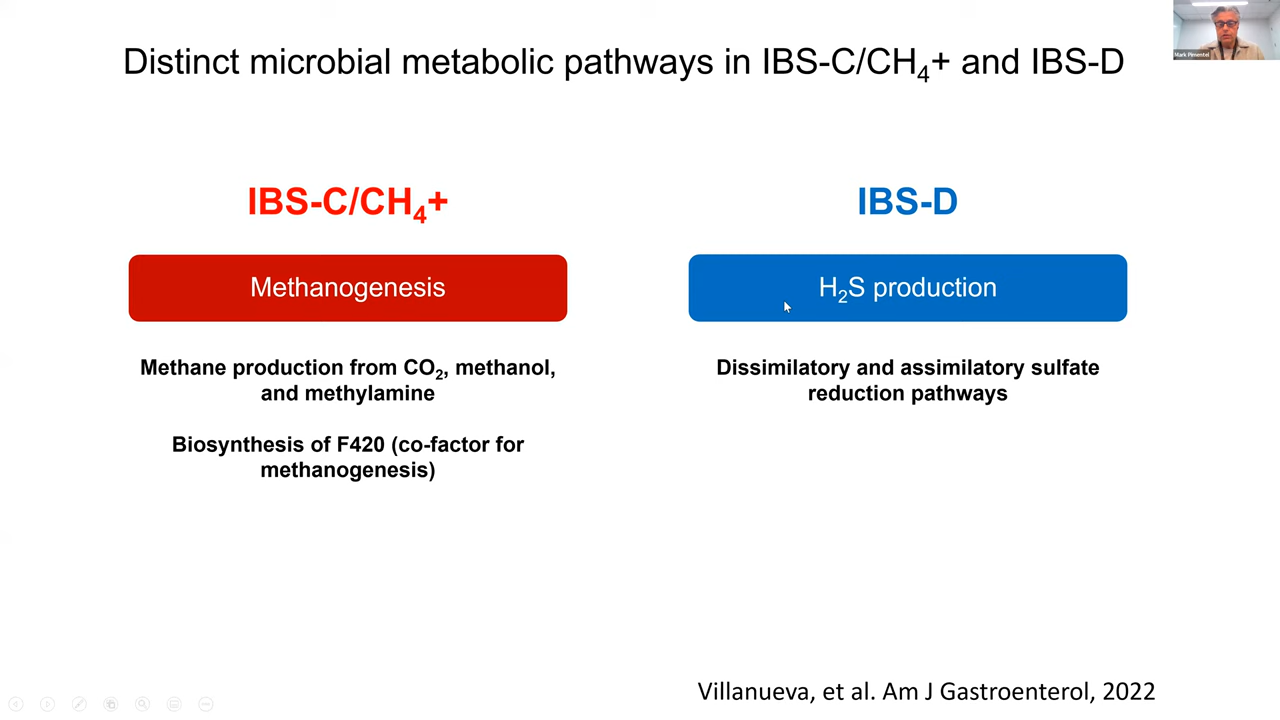 Distinct microbial metabolic pathways in IBS-C/CH₄+ and IBS-D
Mark Pimentel
IBS-C/CH₄+
Methanogenesis
Methane production from CO₂, methanol,
and methylamine
Biosynthesis of F420 (co-factor for
methanogenesis)
IBS-D
H₂S production
Dissimilatory and assimilatory sulfate
reduction pathways
Villanueva, et al. Am J Gastroenterol, 2022